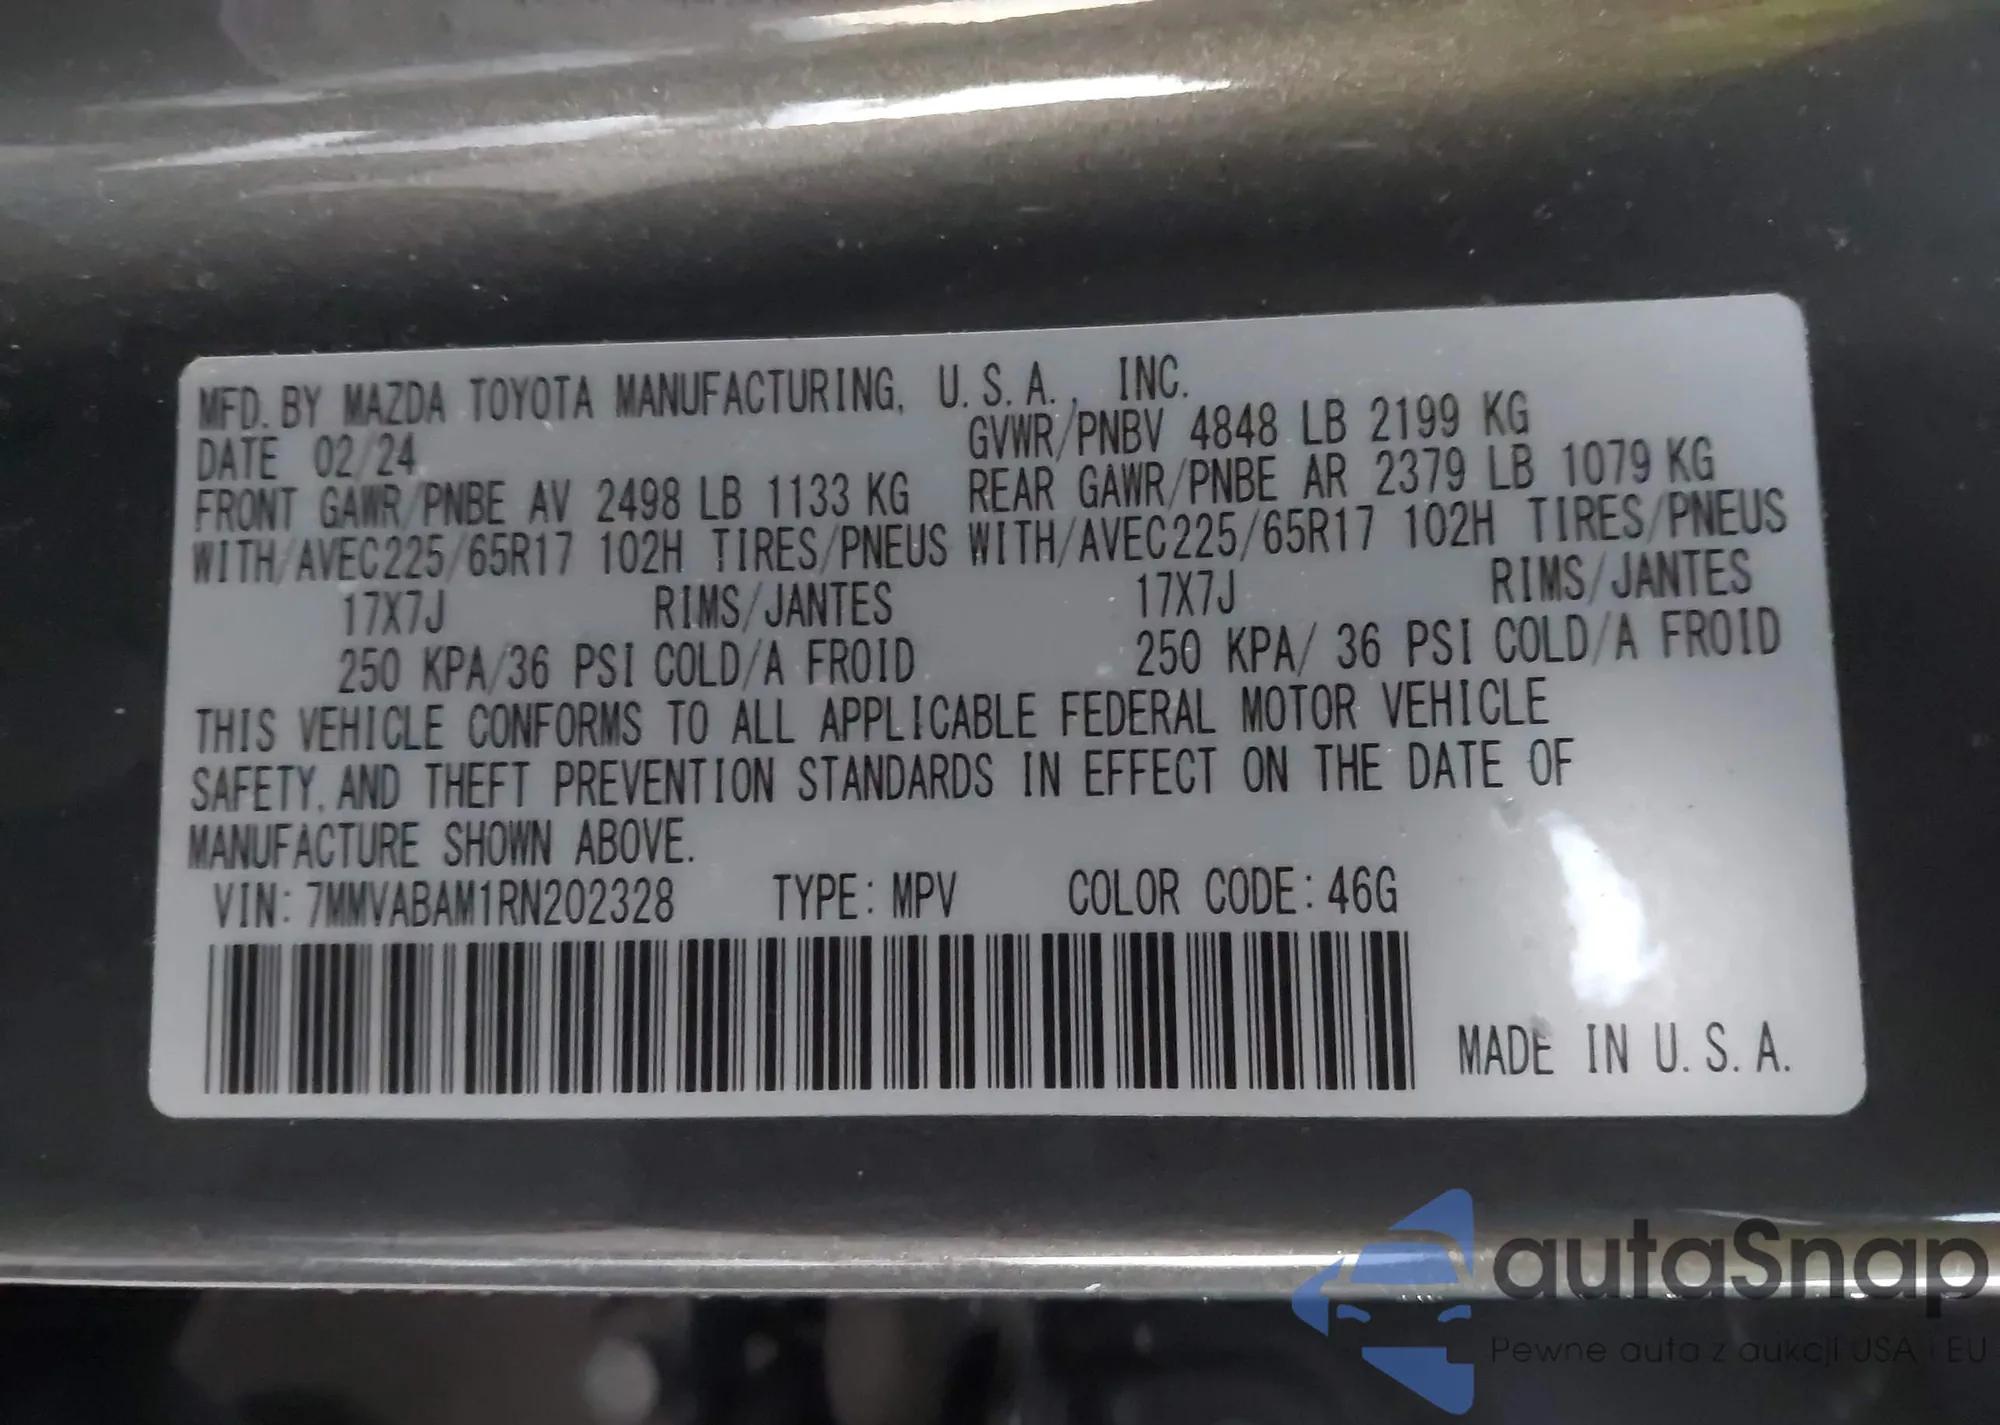 MFD. BY MAZDA TOYOTA MANUFACTURING, U.S.A., INC.
DATE 02/24 GVWR/PNBV 4848 LB 2199 KG
FRONT GAWR/PNBE AV 2498 LB 1133 KG REAR GAWR/PNBE AR 2379 LB 1079 KG
WITH/AVEC225/65R17 102H TIRES/PNEUS WITH/AVEC225/65R17 102H TIRES/PNEUS
17X7J RIMS/JANTES 17X7J RIMS/JANTES
250 KPA/36 PSI COLD/A FROID 250 KPA/ 36 PSI COLD/A FROID
THIS VEHICLE CONFORMS TO ALL APPLICABLE FEDERAL MOTOR VEHICLE
SAFETY, AND THEFT PREVENTION STANDARDS IN EFFECT ON THE DATE OF
MANUFACTURE SHOWN ABOVE.
VIN: 7MMVABAM1RN202328 TYPE: MPV COLOR CODE: 46G
MADE IN U.S.A.
autoSnap
Pewne auta z aukcji USA i EU